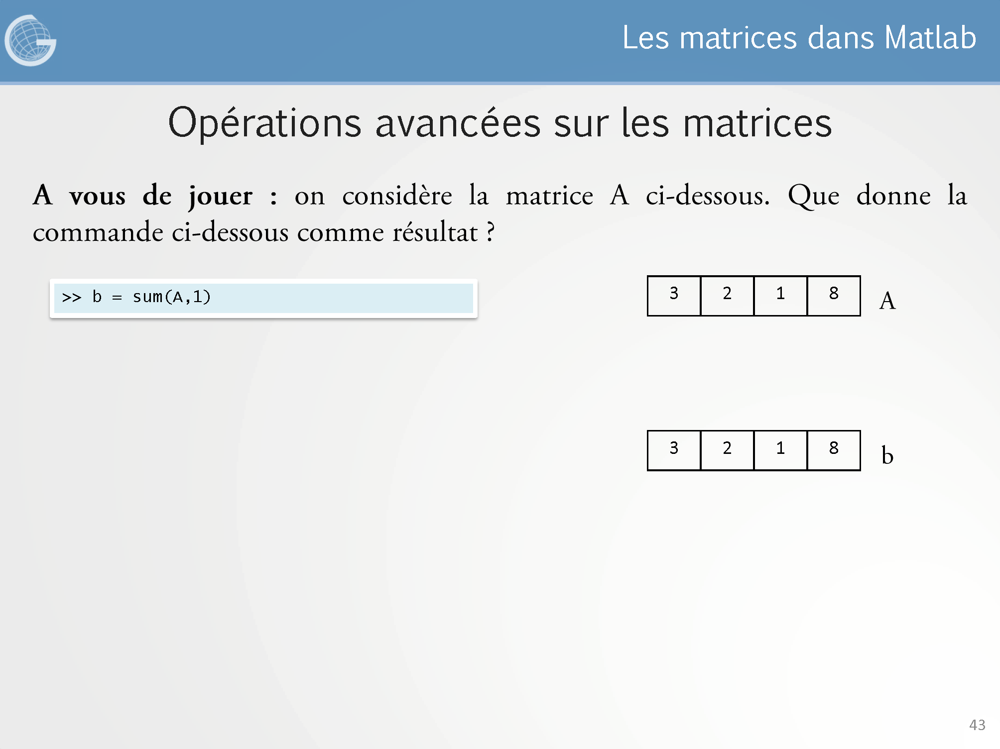 Les matrices dans Matlab
Opérations avancées sur les matrices
A vous de jouer : on considère la matrice A ci-dessous. Que donne la
commande ci-dessous comme résultat ?
>> b = sum(A,1)
3 2 1 8 A
3 2 1 8 b
43